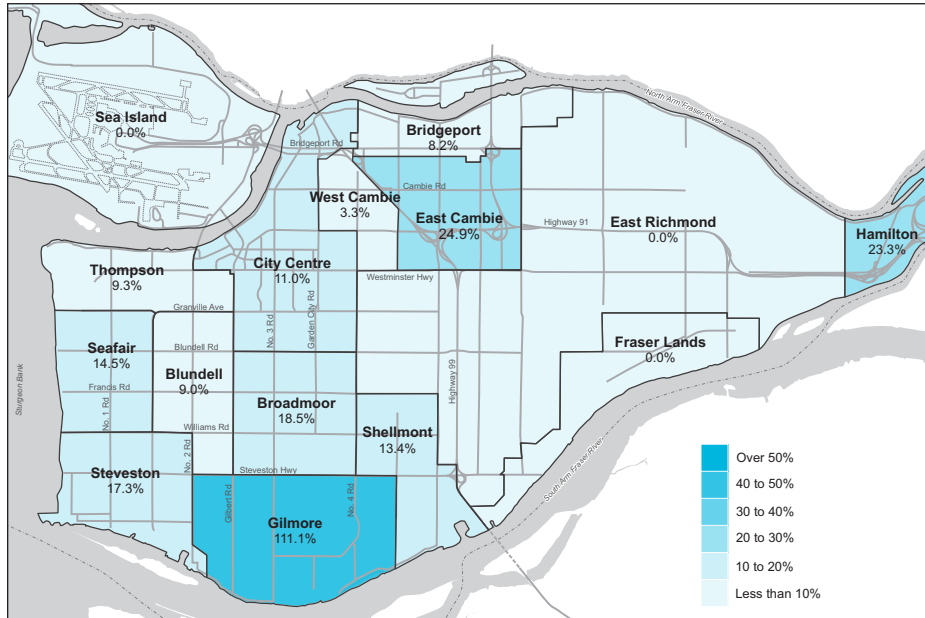 North Arm Fraser River
Sea Island
0.0%
Bridgeport
8.2%
Bridgeport Rd
Cambie Rd
West Cambie
3.3%
East Cambie
24.9%
Highway 91
East Richmond
0.0%
Hamilton
23.3%
Thompson
9.3%
City Centre
11.0%
Westminster Hwy
Granville Ave
No. 3 Rd
Garden City Rd
Seafair
14.5%
Blundell Rd
Blundell
9.0%
Fraser Lands
0.0%
Highway 99
Sturgeon Bank
Francis Rd
No. 1 Rd
Broadmoor
18.5%
Williams Rd
Shellmont
13.4%
No. 2 Rd
Steveston
17.3%
Steveston Hwy
South Arm Fraser River
Gilbert Rd
No. 4 Rd
Gilmore
111.1%
Over 50%
40 to 50%
30 to 40%
20 to 30%
10 to 20%
Less than 10%